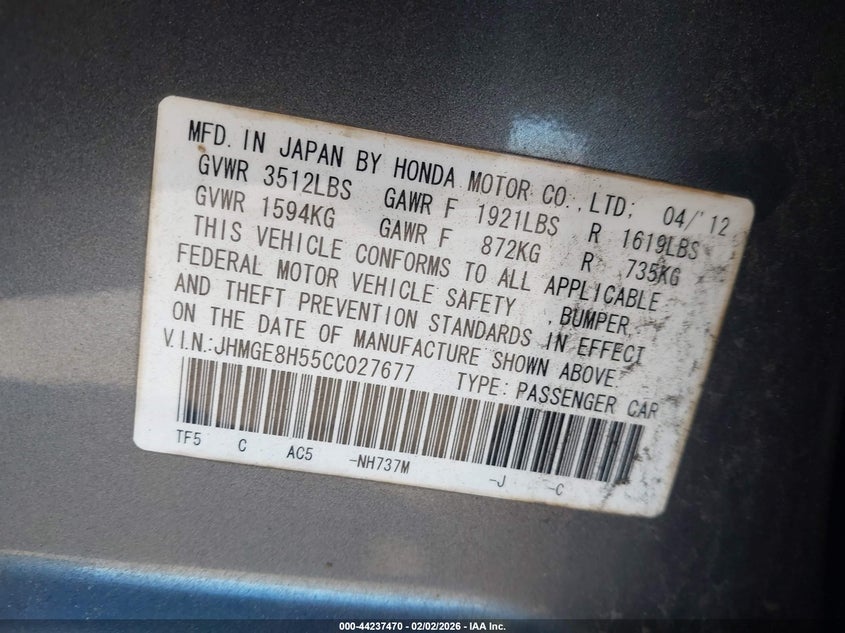 MFD. IN JAPAN BY HONDA MOTOR CO., LTD; 04/'12
GVWR 3512LBS GAWR F 1921LBS R 1619LBS
GVWR 1594KG GAWR F 872KG R 735KG
THIS VEHICLE CONFORMS TO ALL APPLICABLE
FEDERAL MOTOR VEHICLE SAFETY , BUMPER
AND THEFT PREVENTION STANDARDS IN EFFECT
ON THE DATE OF MANUFACTURE SHOWN ABOVE.
V.I.N.:JHMGE8H55CC027677 TYPE: PASSENGER CAR
TF5 C AC5 -NH737M -J -C
000-44237470 - 02/02/2026 - IAA Inc.